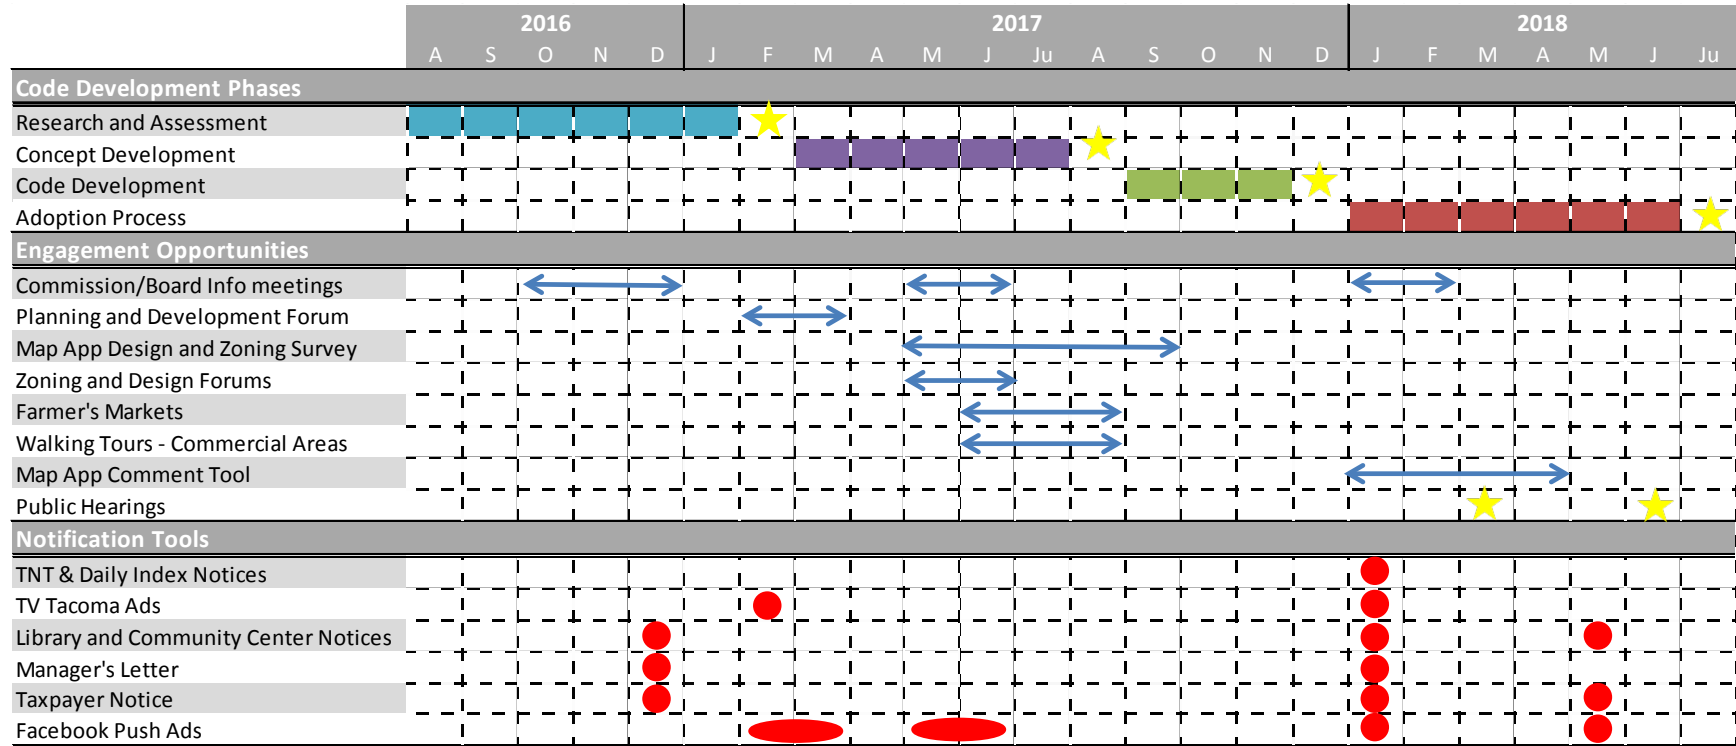 2016 2017 2018
A S O N D J F M A M J Ju A S O N D J F M A M J Ju
Code Development Phases
Research and Assessment
Concept Development
Code Development
Adoption Process
Engagement Opportunities
Commission/Board Info meetings
Planning and Development Forum
Map App Design and Zoning Survey
Zoning and Design Forums
Farmer's Markets
Walking Tours - Commercial Areas
Map App Comment Tool
Public Hearings
Notification Tools
TNT & Daily Index Notices
TV Tacoma Ads
Library and Community Center Notices
Manager's Letter
Taxpayer Notice
Facebook Push Ads